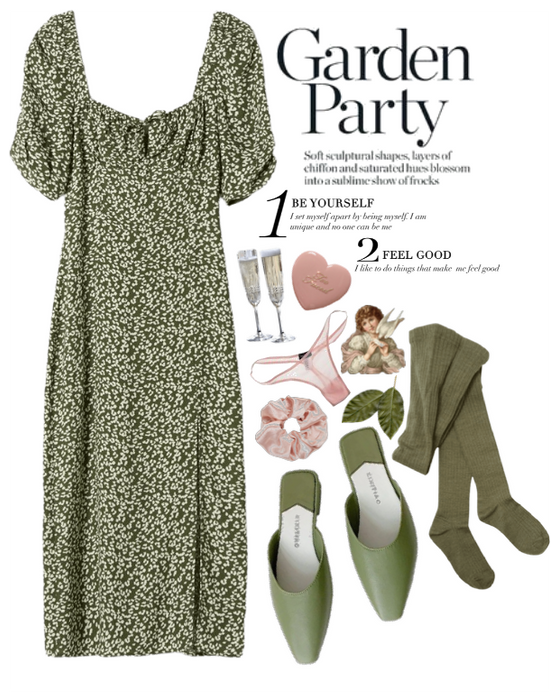 Garden
Party
Soft sculptural shapes, layers of
chiffon and saturated hues blossom
into a sublime show of frocks
1 BE YOURSELF
I set myself apart by being myself. I am
unique and no one can be me
2 FEEL GOOD
I like to do things that make me feel good
Too
Faced